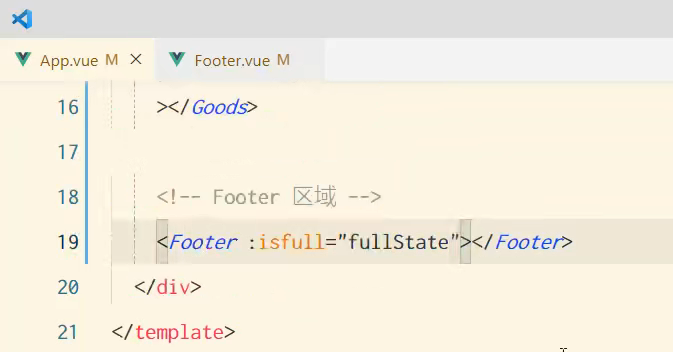 App.vue M × Footer.vue M
16 ></Goods>
17
18 <!-- Footer 区域 -->
19 <Footer :isfull="fullState"></Footer>
20 </div>
21 </template>